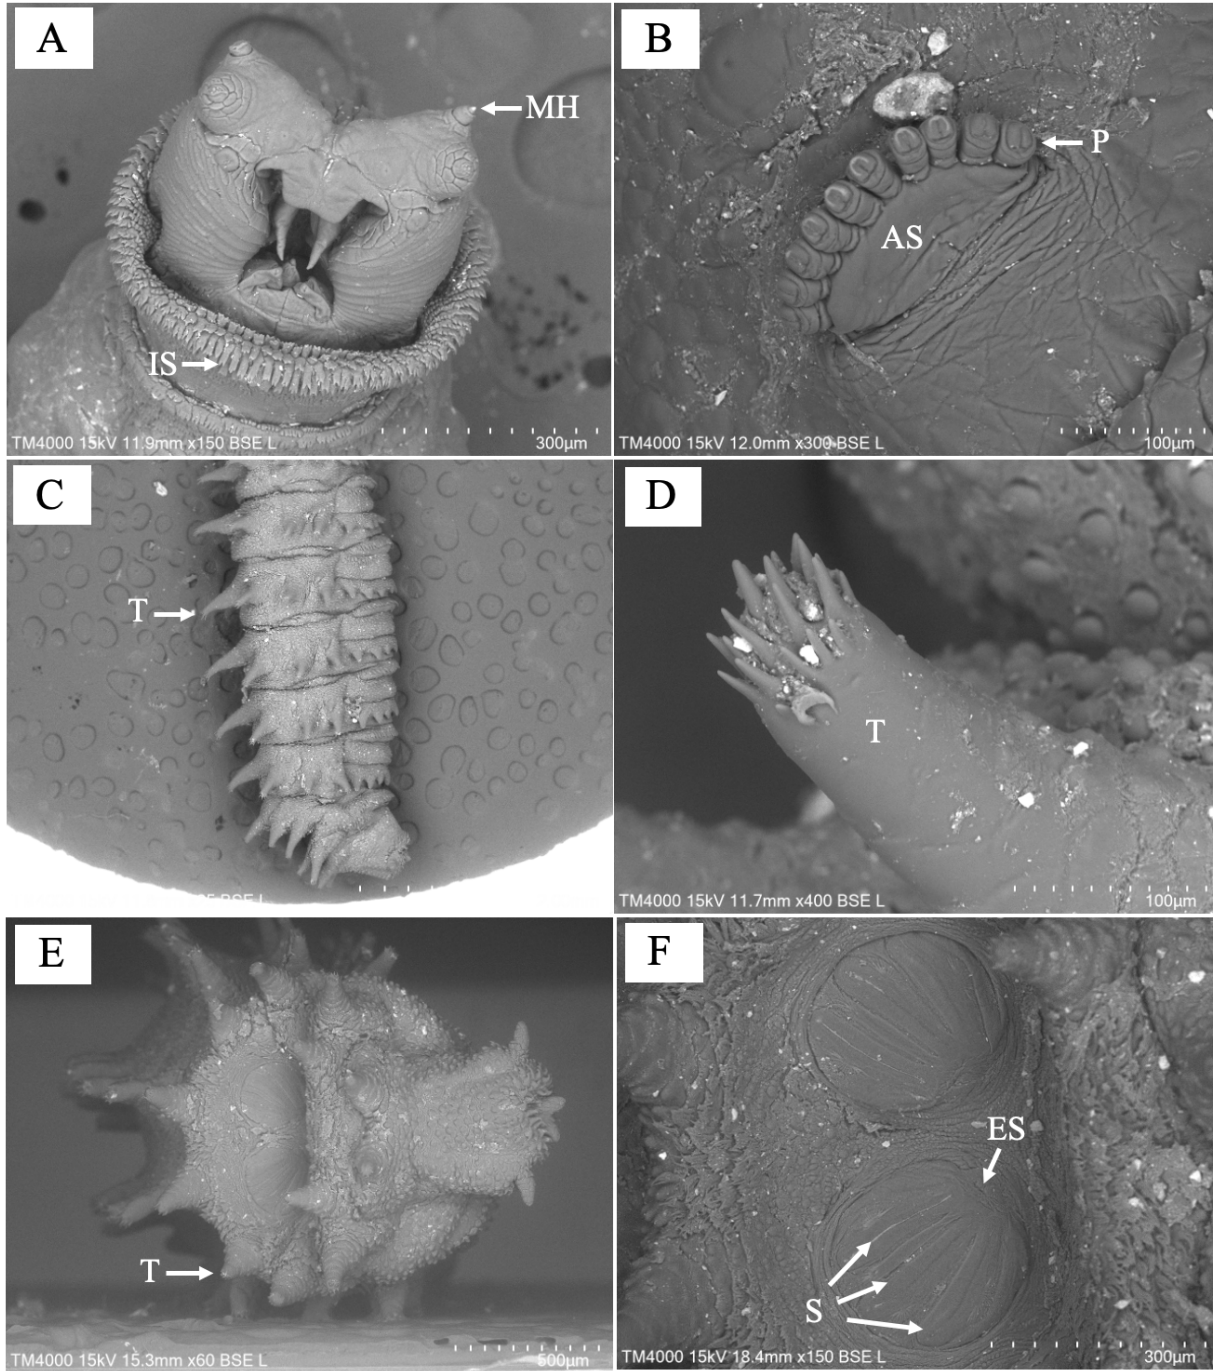 A
MH
IS
TM4000 15kV 11.9mm x150 BSE L 300µm
B
P
AS
TM4000 15kV 12.0mm x300 BSE L 100µm
C
T
BSE L
D
T
TM4000 15kV 11.7mm x400 BSE L 100µm
E
T
TM4000 15kV 15.3mm x60 BSE L 500µm
F
ES
S
TM4000 15kV 18.4mm x150 BSE L 300µm